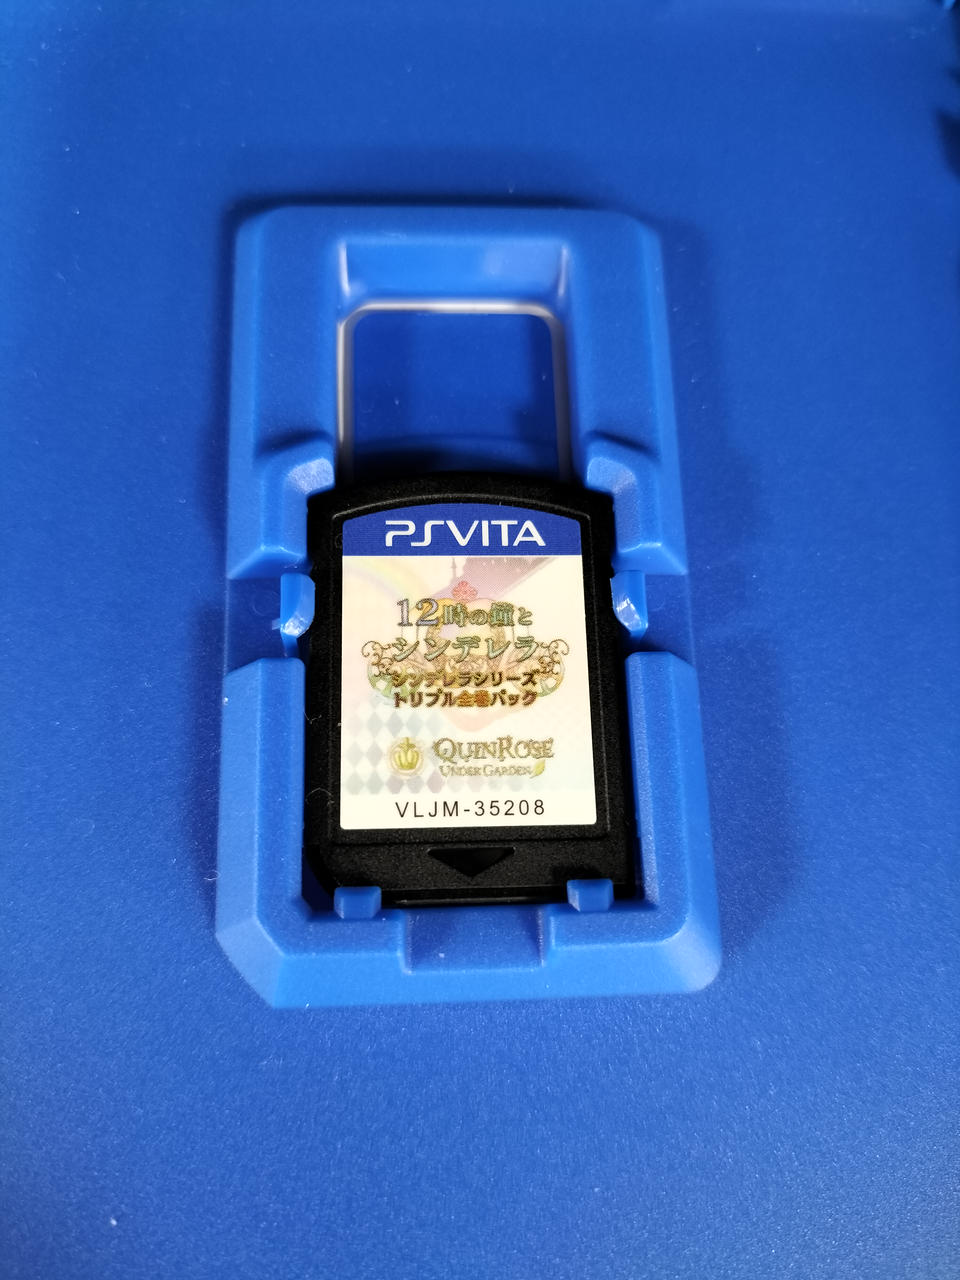 PSVITA
12時の鐘と
シンデレラ
シンデレラシリーズ
トリプル全巻パック
QUINROSE
UNDER GARDEN
VLJM-35208